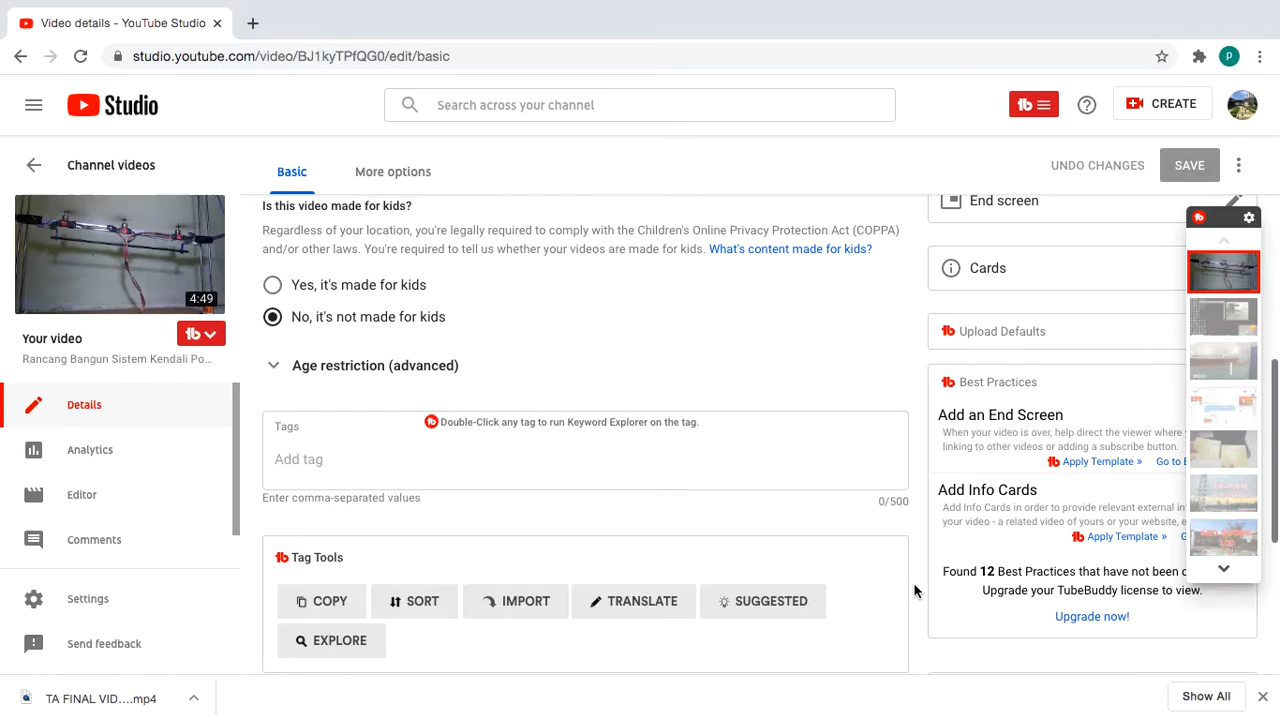 Video details - YouTube Studio
studio.youtube.com/video/BJ1kyTPfQG0/edit/basic
P
Studio
Search across your channel
CREATE
Channel videos
Basic
More options
UNDO CHANGES
SAVE
4:49
Your video
Rancang Bangun Sistem Kendali Po...
Details
Analytics
Editor
Comments
Settings
Send feedback
Is this video made for kids?
Regardless of your location, you're legally required to comply with the Children's Online Privacy Protection Act (COPPA)
and/or other laws. You're required to tell us whether your videos are made for kids. What's content made for kids?
Yes, it's made for kids
No, it's not made for kids
Age restriction (advanced)
Tags
Double-Click any tag to run Keyword Explorer on the tag.
Add tag
Enter comma-separated values
0/500
Tag Tools
COPY
SORT
IMPORT
TRANSLATE
SUGGESTED
EXPLORE
End screen
Cards
Upload Defaults
Best Practices
Add an End Screen
When your video is over, help direct the viewer where
linking to other videos or adding a subscribe button.
Apply Template »
Go to
Add Info Cards
Add Info Cards in order to provide relevant external
your video - a related video of yours or your website,
Apply Template »
Found 12 Best Practices that have not been
Upgrade your TubeBuddy license to view.
Upgrade now!
TA FINAL VID....mp4
Show All